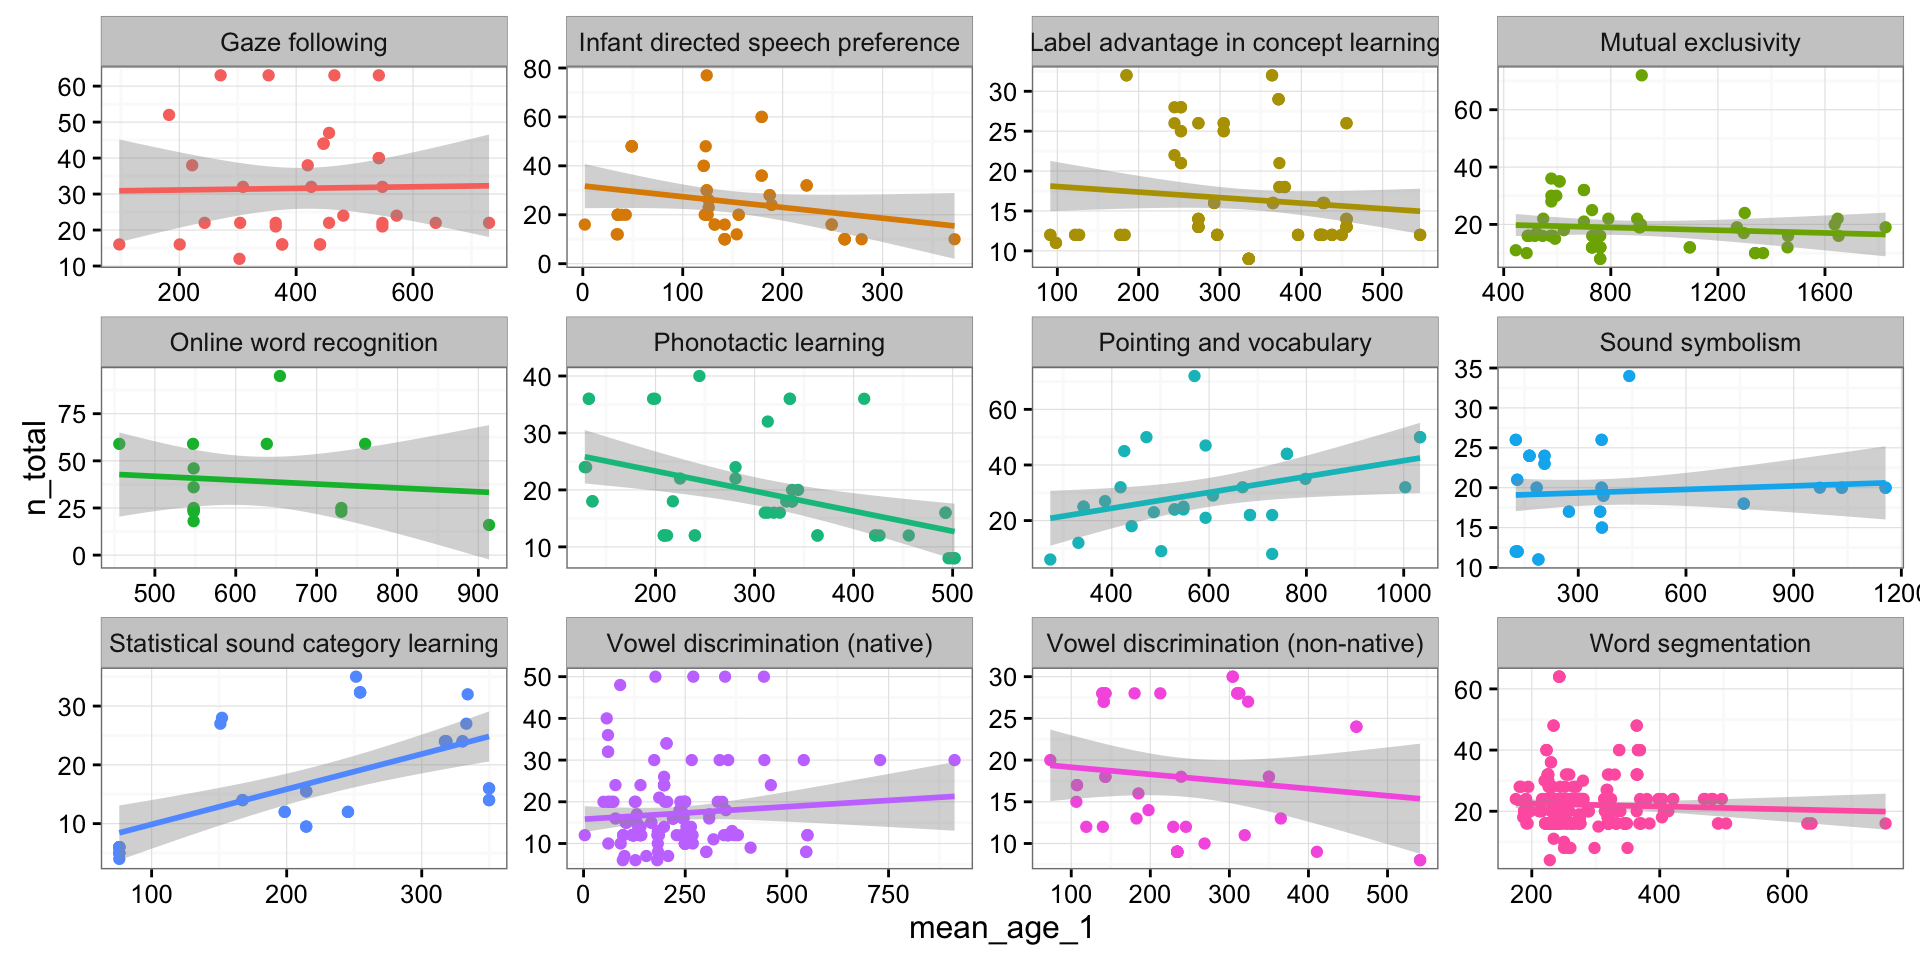 Gaze following
Infant directed speech preference
Label advantage in concept learning
Mutual exclusivity
60
50
40
30
20
10
200 400 600
80
60
40
20
0
0 100 200 300
30
25
20
15
10
100 200 300 400 500
60
40
20
400 800 1200 1600
Online word recognition
Phonotactic learning
Pointing and vocabulary
Sound symbolism
75
50
25
0
500 600 700 800 900
40
30
20
10
200 300 400 500
60
40
20
400 600 800 1000
35
30
25
20
15
10
300 600 900 1200
Statistical sound category learning
Vowel discrimination (native)
Vowel discrimination (non-native)
Word segmentation
30
20
10
100 200 300
50
40
30
20
10
0 250 500 750
30
25
20
15
10
100 200 300 400 500
60
40
20
200 400 600
n_total
mean_age_1